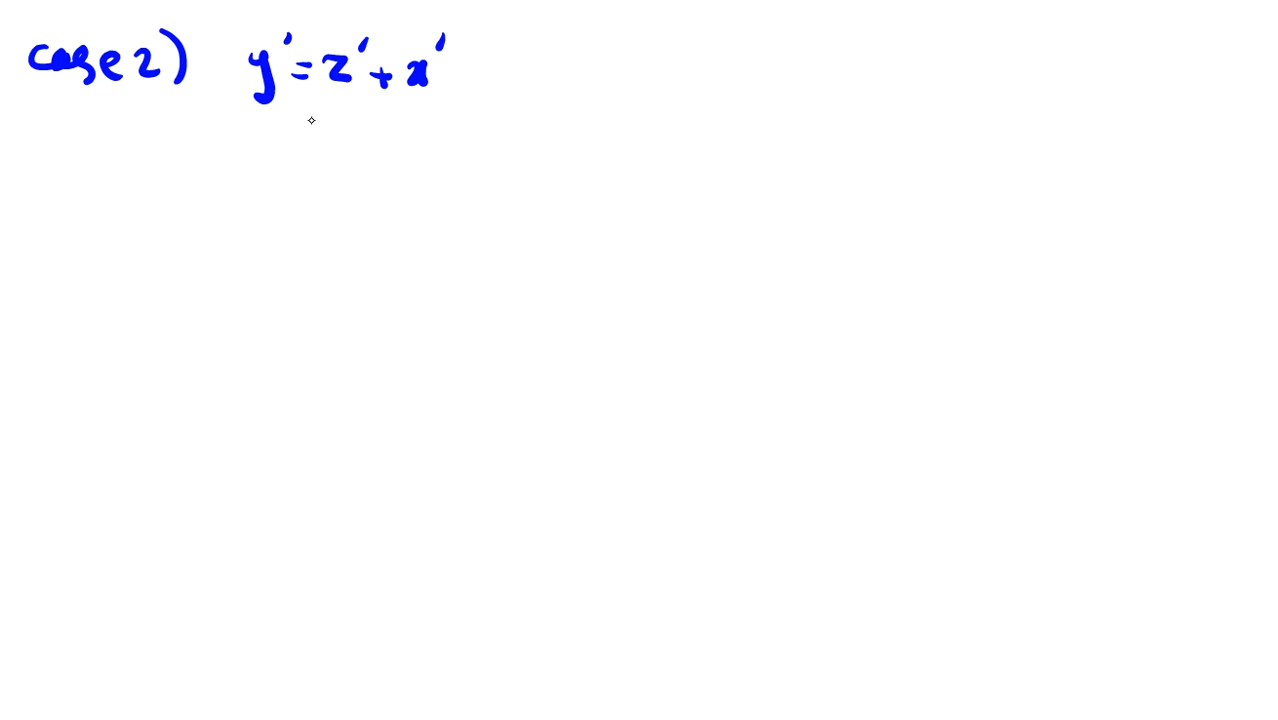 case 2) y' = z' + x'